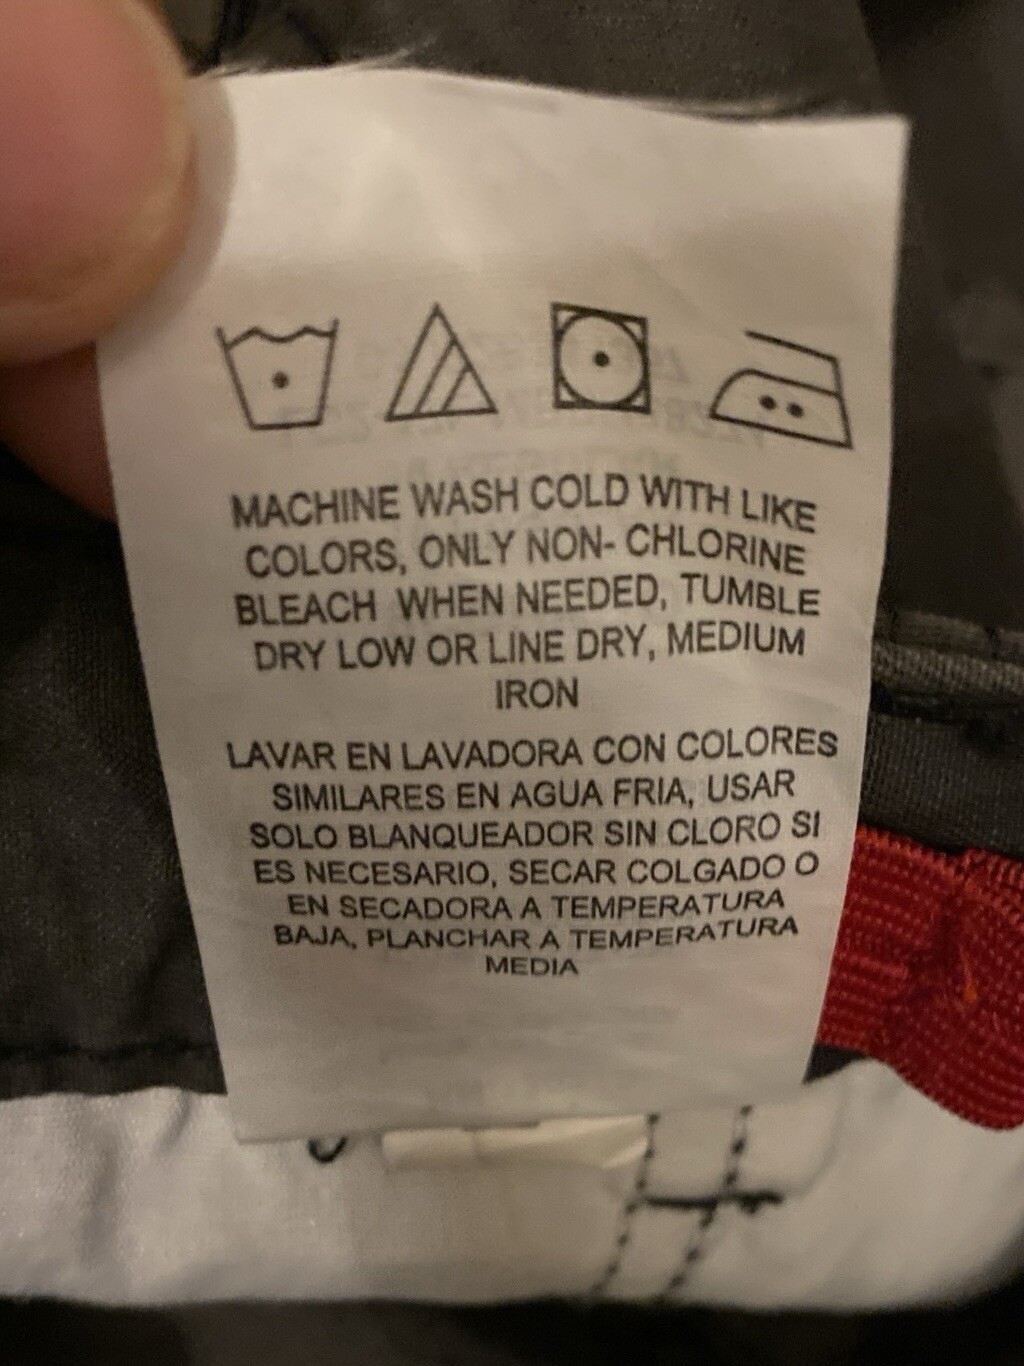 MACHINE WASH COLD WITH LIKE
COLORS, ONLY NON- CHLORINE
BLEACH WHEN NEEDED, TUMBLE
DRY LOW OR LINE DRY, MEDIUM
IRON
LAVAR EN LAVADORA CON COLORES
SIMILARES EN AGUA FRIA, USAR
SOLO BLANQUEADOR SIN CLORO SI
ES NECESARIO, SECAR COLGADO O
EN SECADORA A TEMPERATURA
BAJA, PLANCHAR A TEMPERATURA
MEDIA